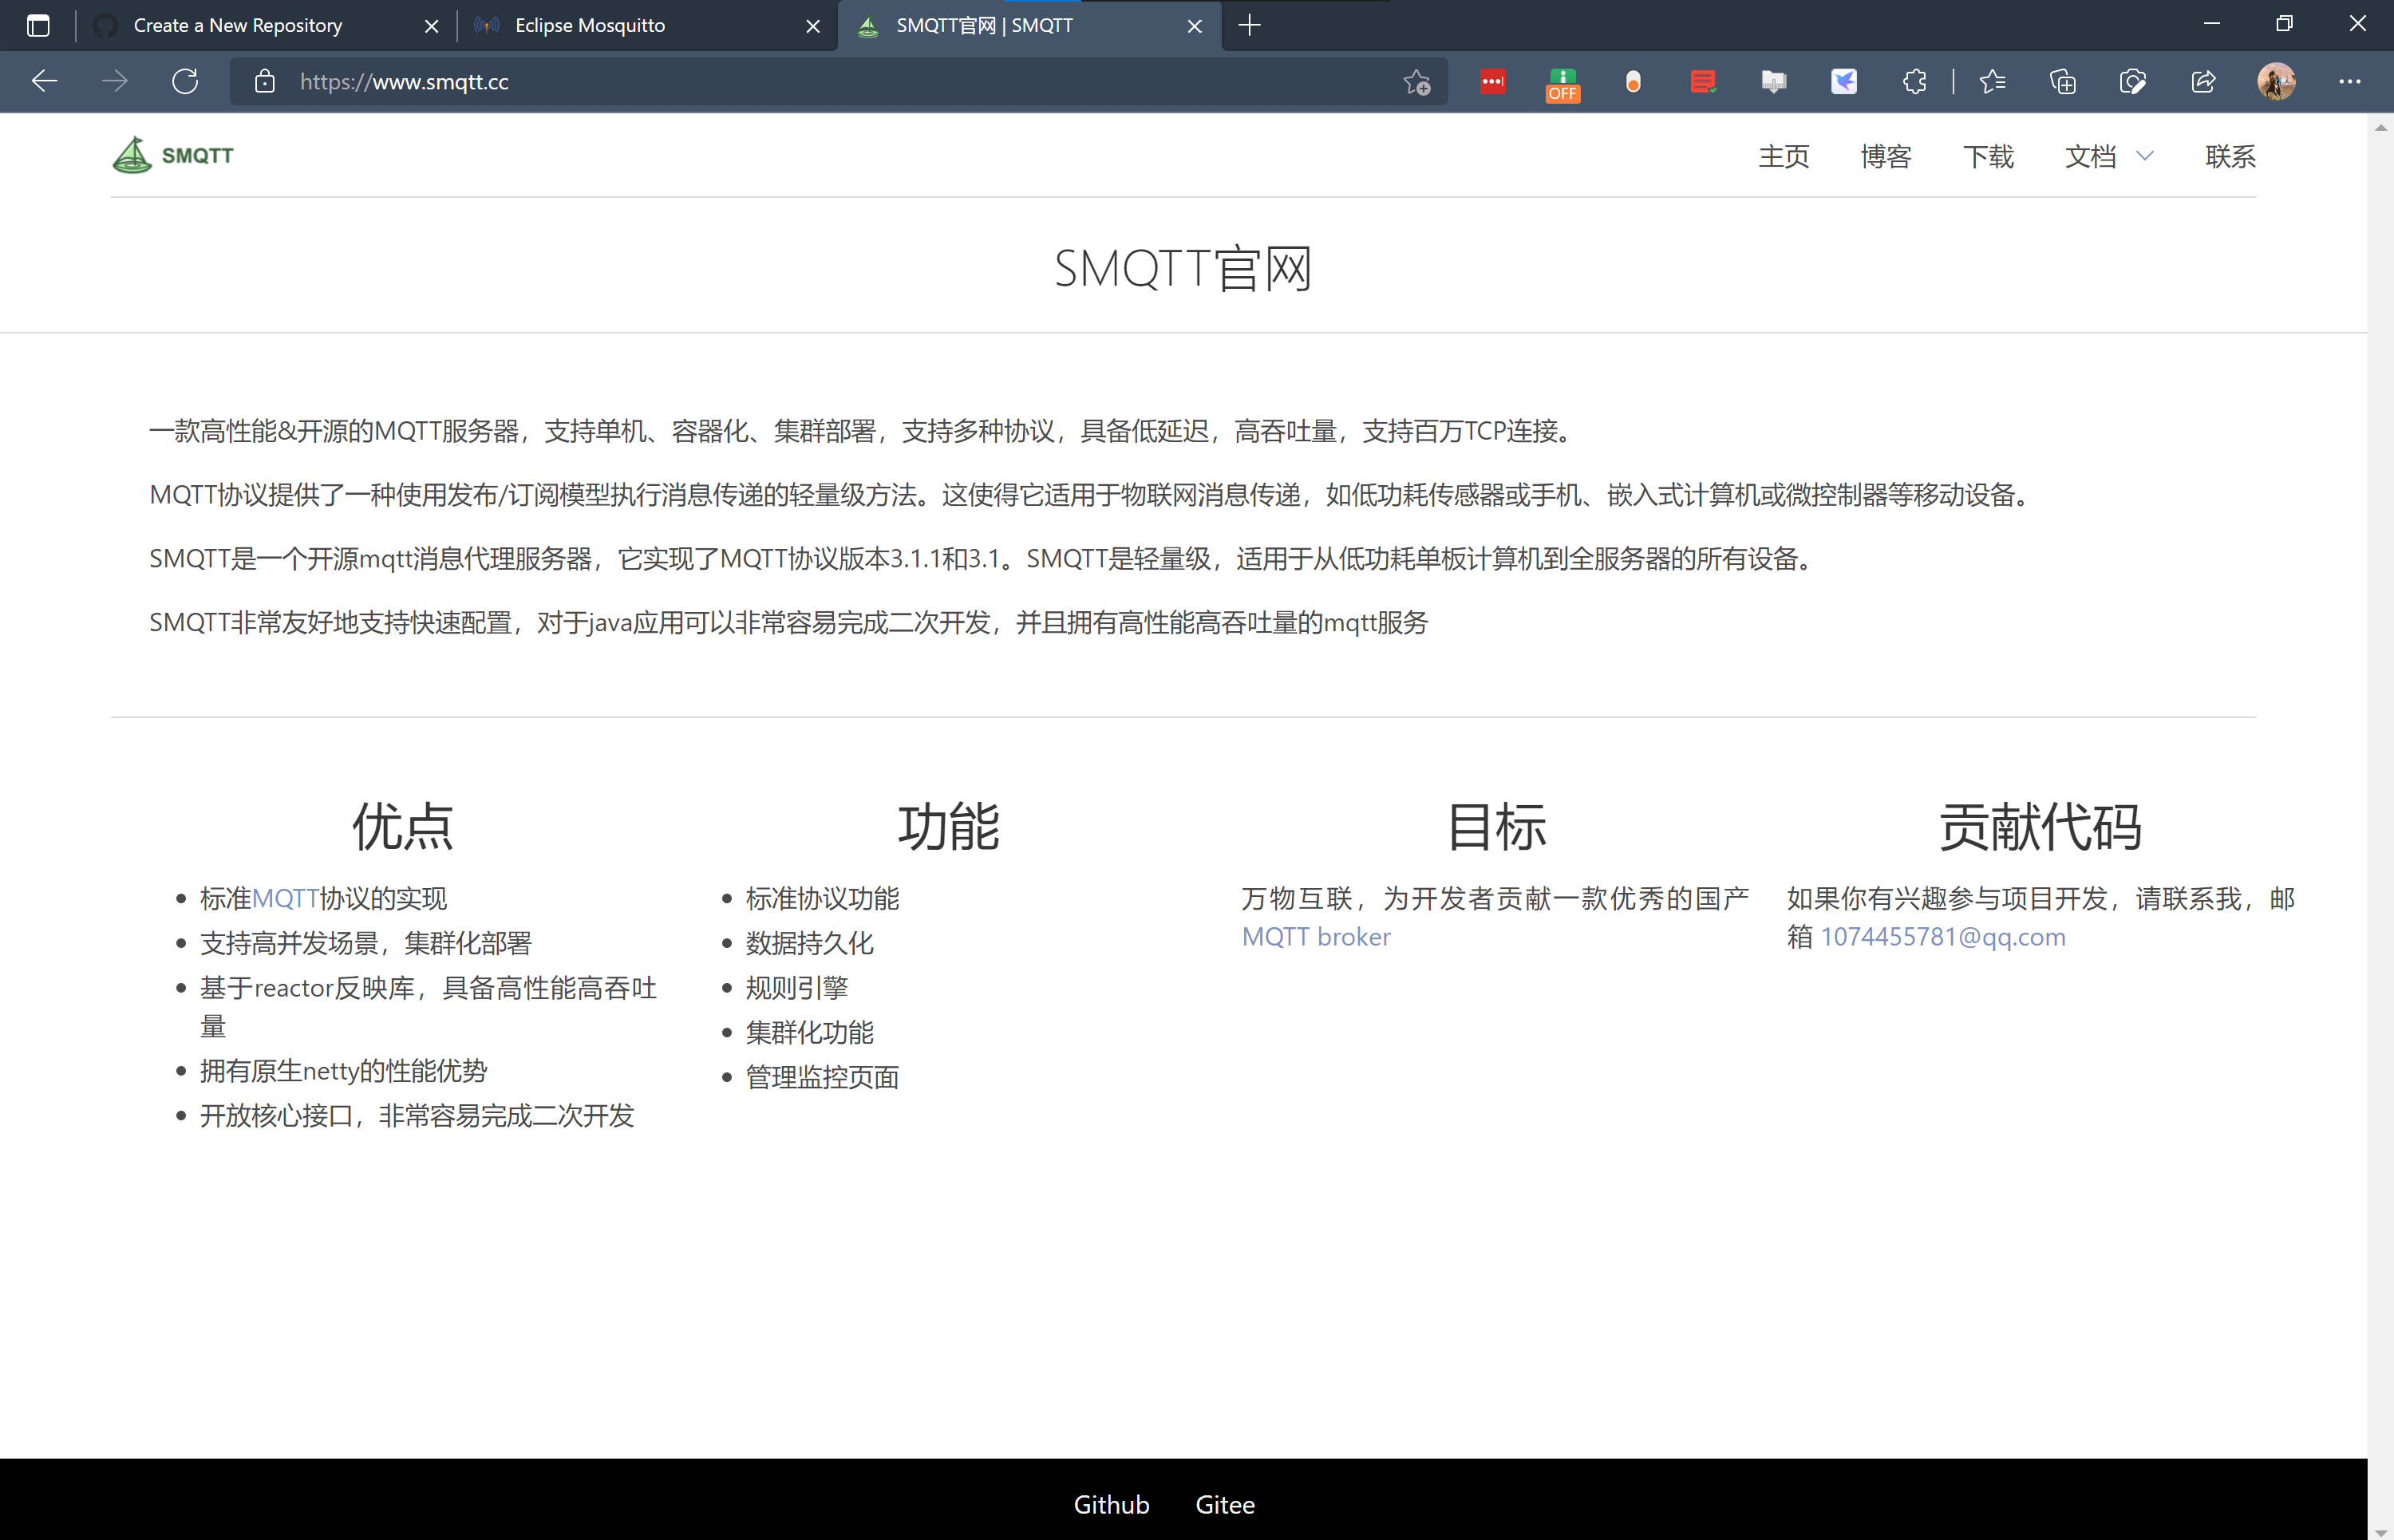 Create a New Repository
Eclipse Mosquitto
SMQTT官网 | SMQTT
https://www.smqtt.cc
OFF
SMQTT
主页 博客 下载 文档 联系
SMQTT官网
一款高性能&开源的MQTT服务器，支持单机、容器化、集群部署，支持多种协议，具备低延迟，高吞吐量，支持百万TCP连接。
MQTT协议提供了一种使用发布/订阅模型执行消息传递的轻量级方法。这使得它适用于物联网消息传递，如低功耗传感器或手机、嵌入式计算机或微控制器等移动设备。
SMQTT是一个开源mqtt消息代理服务器，它实现了MQTT协议版本3.1.1和3.1。SMQTT是轻量级，适用于从低功耗单板计算机到全服务器的所有设备。
SMQTT非常友好地支持快速配置，对于java应用可以非常容易完成二次开发，并且拥有高性能高吞吐量的mqtt服务
优点
标准MQTT协议的实现
支持高并发场景，集群化部署
基于reactor反映库，具备高性能高吞吐
量
拥有原生netty的性能优势
开放核心接口，非常容易完成二次开发
功能
标准协议功能
数据持久化
规则引擎
集群化功能
管理监控页面
目标
万物互联，为开发者贡献一款优秀的国产
MQTT broker
贡献代码
如果你有兴趣参与项目开发，请联系我，邮
箱 1074455781@qq.com
Github Gitee